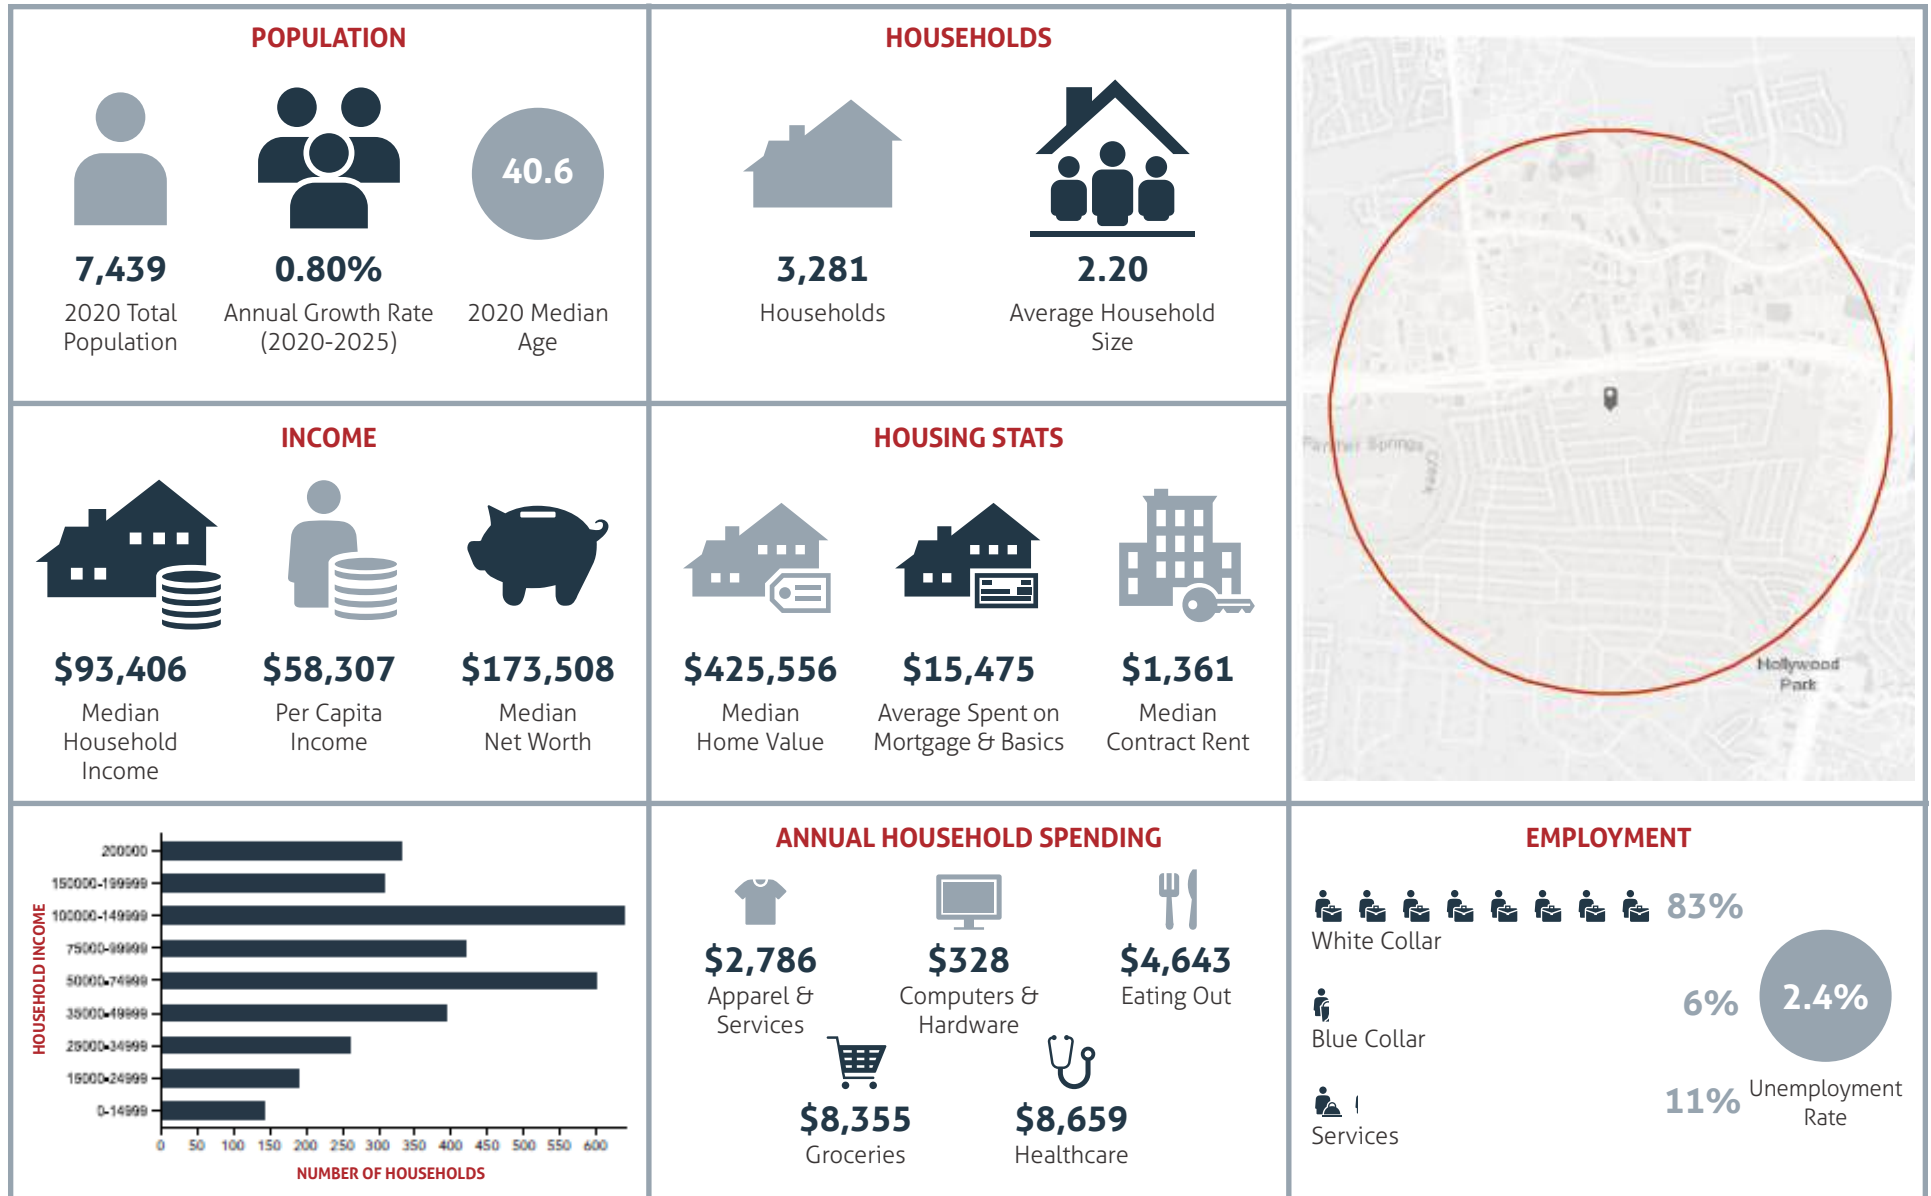 POPULATION
40.6
7,439
2020 Total
Population
0.80%
Annual Growth Rate
(2020-2025)
2020 Median
Age
HOUSEHOLDS
3,281
Households
2.20
Average Household
Size
Panther Springs
Creek
Hollywood
Park
INCOME
$93,406
Median
Household
Income
$58,307
Per Capita
Income
$173,508
Median
Net Worth
HOUSING STATS
$425,556
Median
Home Value
$15,475
Average Spent on
Mortgage & Basics
$1,361
Median
Contract Rent
HOUSEHOLD INCOME
200000
150000-199999
100000-149999
75000-99999
50000-74999
35000-49999
25000-34999
15000-24999
0-14999
0 50 100 150 200 250 300 350 400 450 500 550 600
NUMBER OF HOUSEHOLDS
ANNUAL HOUSEHOLD SPENDING
$2,786
Apparel &
Services
$328
Computers &
Hardware
$4,643
Eating Out
$8,355
Groceries
$8,659
Healthcare
EMPLOYMENT
83%
White Collar
6%
Blue Collar
11%
Services
2.4%
Unemployment
Rate